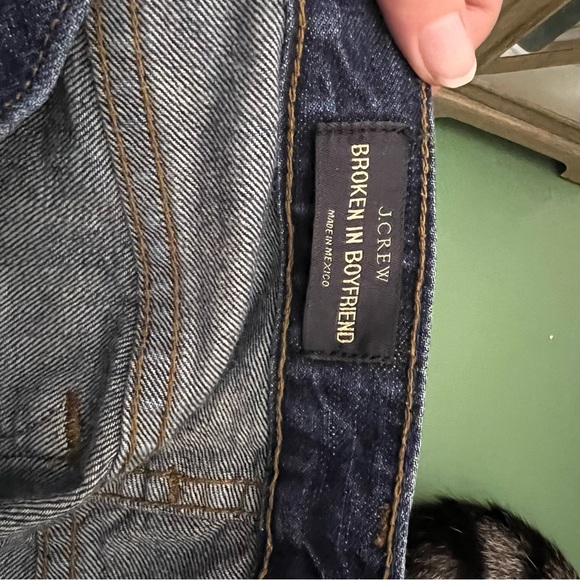 J.CREW
BROKEN IN BOYFRIEND
MADE IN MEXICO